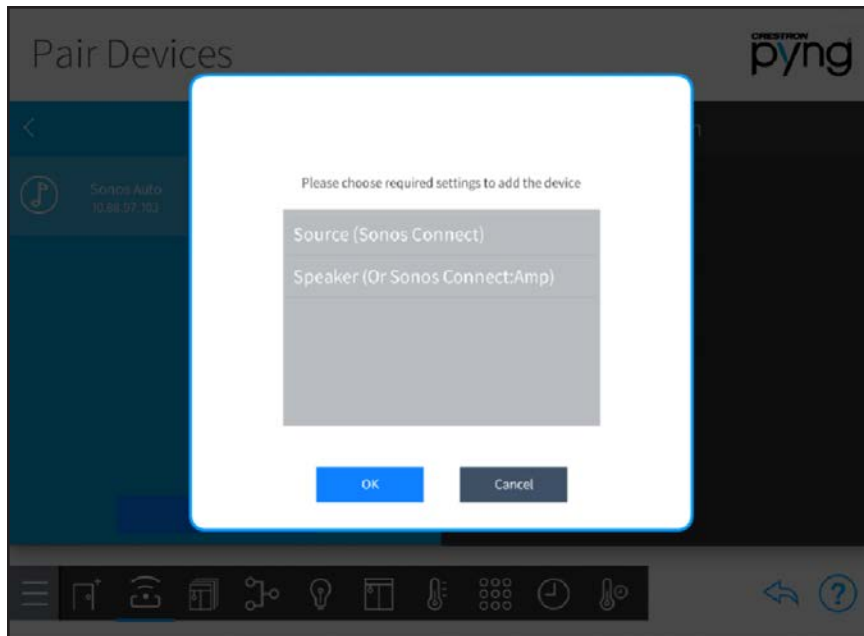 Pair Devices
CRESTRON
pyng
Sonos Auto
10.88.97.103
Please choose required settings to add the device
Source (Sonos Connect)
Speaker (Or Sonos Connect:Amp)
OK
Cancel
?